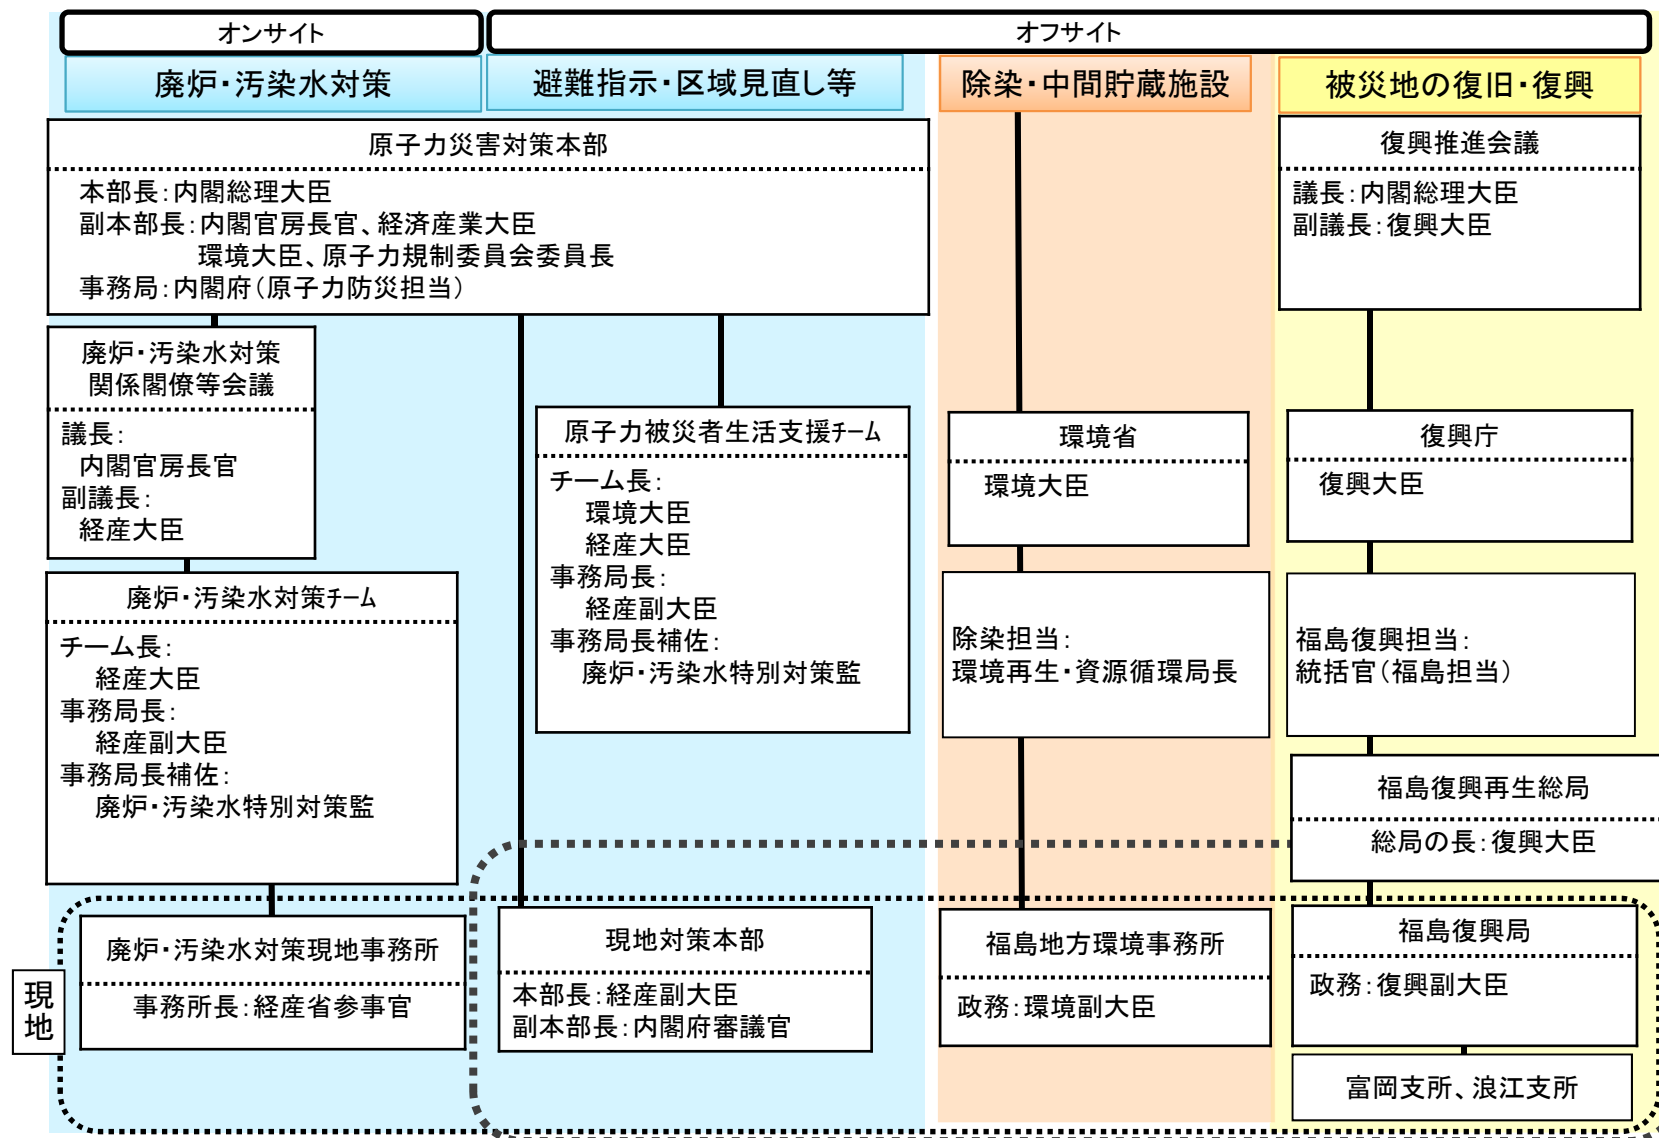 オンサイト
オフサイト
廃炉・汚染水対策
避難指示・区域見直し等
除染・中間貯蔵施設
被災地の復旧・復興
原子力災害対策本部
本部長：内閣総理大臣
副本部長：内閣官房長官、経済産業大臣
環境大臣、原子力規制委員会委員長
事務局：内閣府（原子力防災担当）
復興推進会議
議長：内閣総理大臣
副議長：復興大臣
廃炉・汚染水対策
関係閣僚等会議
議長：
内閣官房長官
副議長：
経産大臣
原子力被災者生活支援ﾁｰﾑ
チーム長：
環境大臣
経産大臣
事務局長：
経産副大臣
事務局長補佐：
廃炉・汚染水特別対策監
環境省
環境大臣
復興庁
復興大臣
廃炉・汚染水対策ﾁｰﾑ
チーム長：
経産大臣
事務局長：
経産副大臣
事務局長補佐：
廃炉・汚染水特別対策監
除染担当：
環境再生・資源循環局長
福島復興担当：
統括官（福島担当）
福島復興再生総局
総局の長：復興大臣
現地
廃炉・汚染水対策現地事務所
事務所長：経産省参事官
現地対策本部
本部長：経産副大臣
副本部長：内閣府審議官
福島地方環境事務所
政務：環境副大臣
福島復興局
政務：復興副大臣
富岡支所、浪江支所